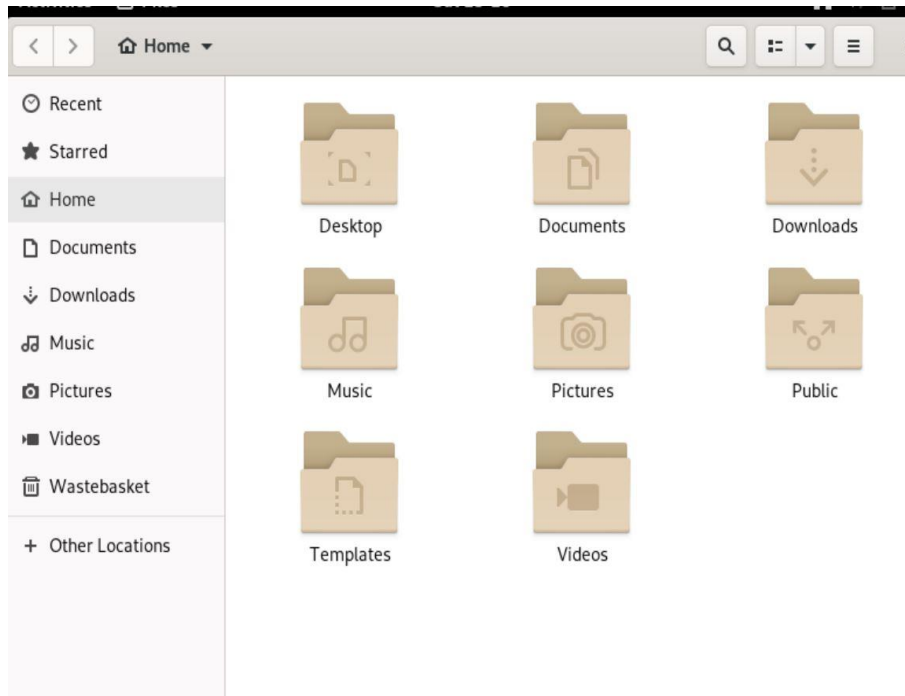 Home
Recent
Starred
Home
Documents
Downloads
Music
Pictures
Videos
Wastebasket
+ Other Locations
Desktop Documents Downloads
Music Pictures Public
Templates Videos